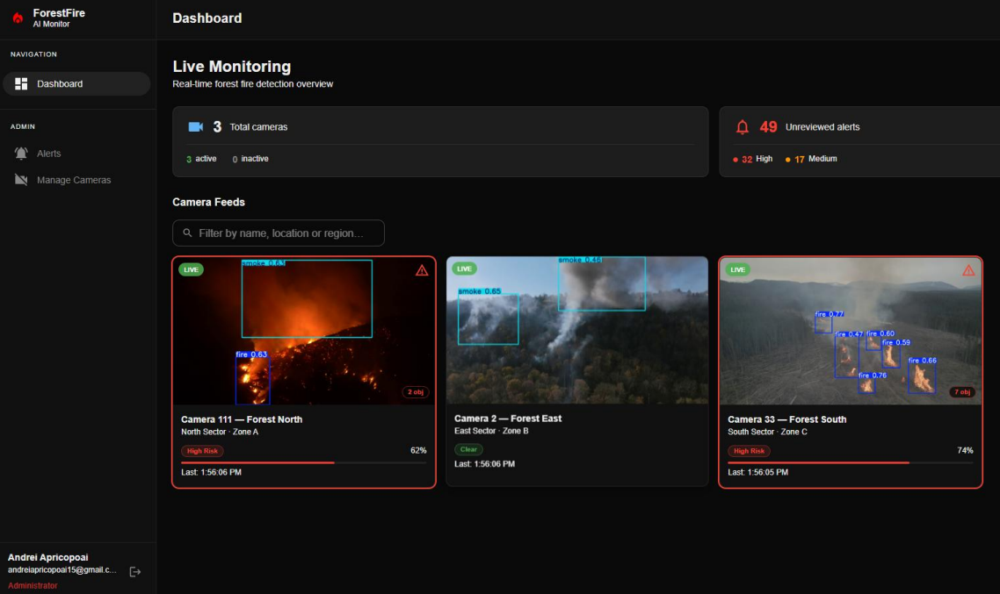 ForestFire
AI Monitor
Dashboard
NAVIGATION
Dashboard
ADMIN
Alerts
Manage Cameras
Live Monitoring
Real-time forest fire detection overview
3 Total cameras
3 active 0 inactive
49 Unreviewed alerts
32 High 17 Medium
Camera Feeds
Filter by name, location or region...
LIVE
smoke 0.63
fire 0.63
2 obj
Camera 111 — Forest North
North Sector · Zone A
High Risk 62%
Last: 1:56:06 PM
LIVE
smoke 0.46
smoke 0.65
Camera 2 — Forest East
East Sector · Zone B
Clear
Last: 1:56:06 PM
LIVE
fire 0.77
fire 0.47
fire 0.60
fire 0.59
fire 0.66
fire 0.76
7 obj
Camera 33 — Forest South
South Sector · Zone C
High Risk 74%
Last: 1:56:05 PM
Andrei Apricopoai
andreiapricopoai15@gmail.c...
Administrator